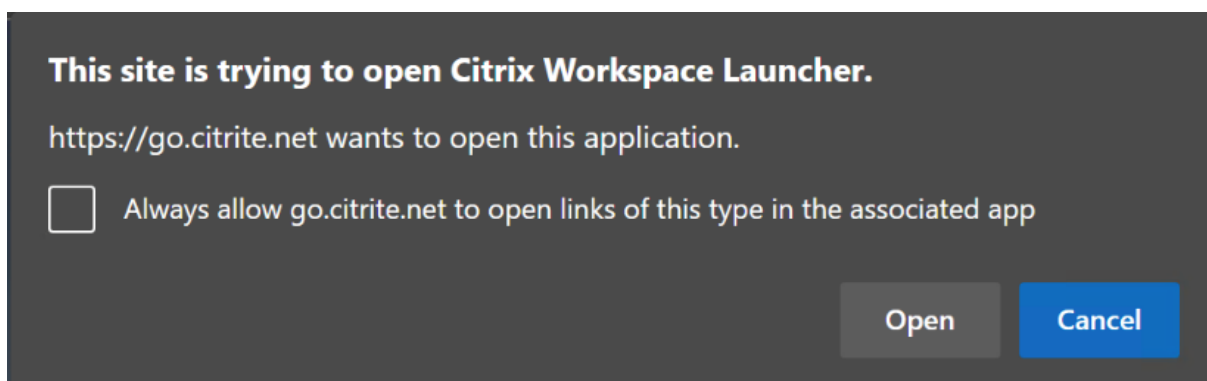 This site is trying to open Citrix Workspace Launcher.
https://go.citrite.net wants to open this application.
Always allow go.citrite.net to open links of this type in the associated app
Open
Cancel